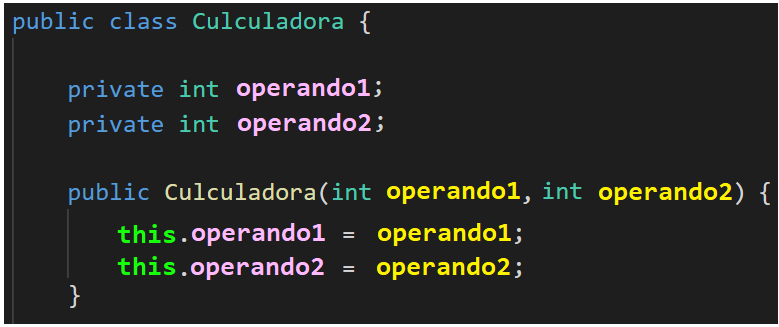 public class Culculadora {
private int operando1;
private int operando2;
public Culculadora(int operando1, int operando2) {
this.operando1 = operando1;
this.operando2 = operando2;
}